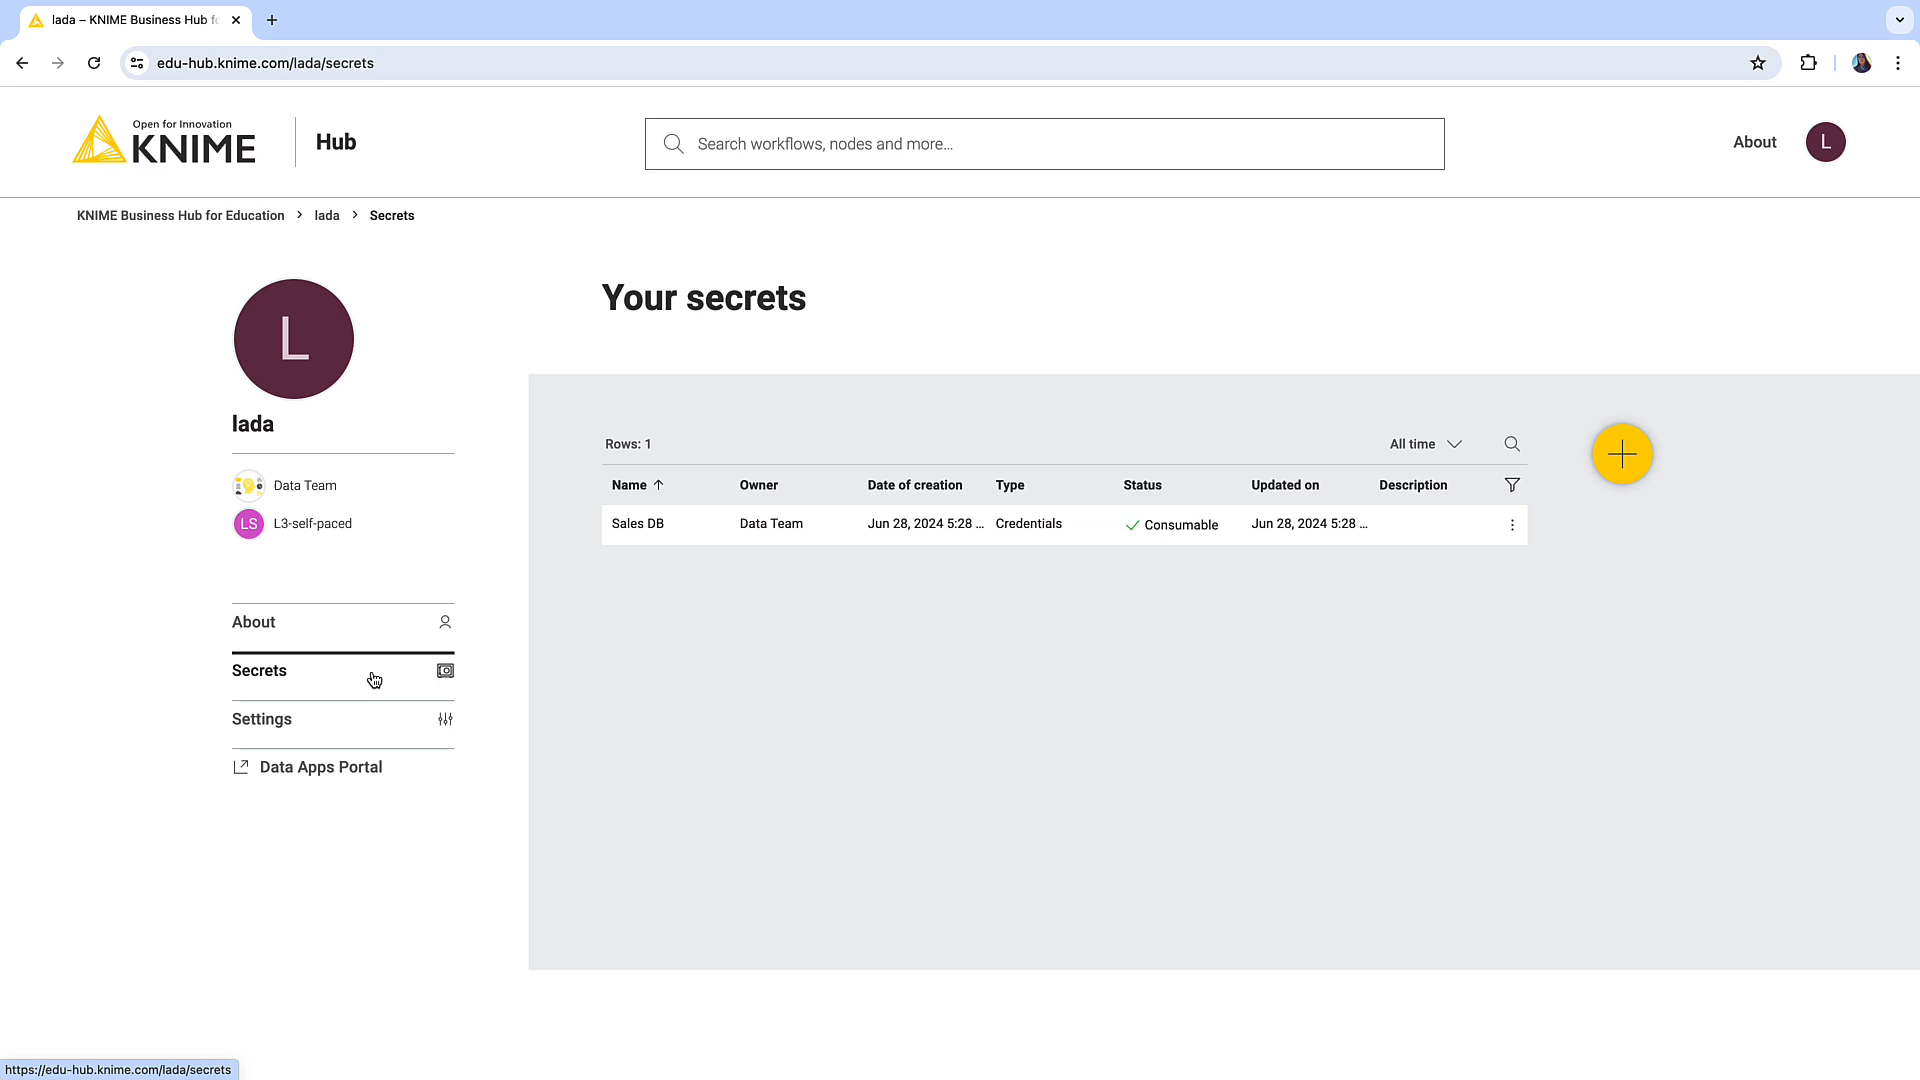 lada – KNIME Business Hub fo
edu-hub.knime.com/lada/secrets
Open for Innovation
KNIME
Hub
Search workflows, nodes and more...
About
L
KNIME Business Hub for Education > lada > Secrets
L
lada
Data Team
LS L3-self-paced
About
Secrets
Settings
Data Apps Portal
Your secrets
Rows: 1
All time
Name Owner Date of creation Type Status Updated on Description
Sales DB Data Team Jun 28, 2024 5:28 ... Credentials Consumable Jun 28, 2024 5:28 ...
https://edu-hub.knime.com/lada/secrets